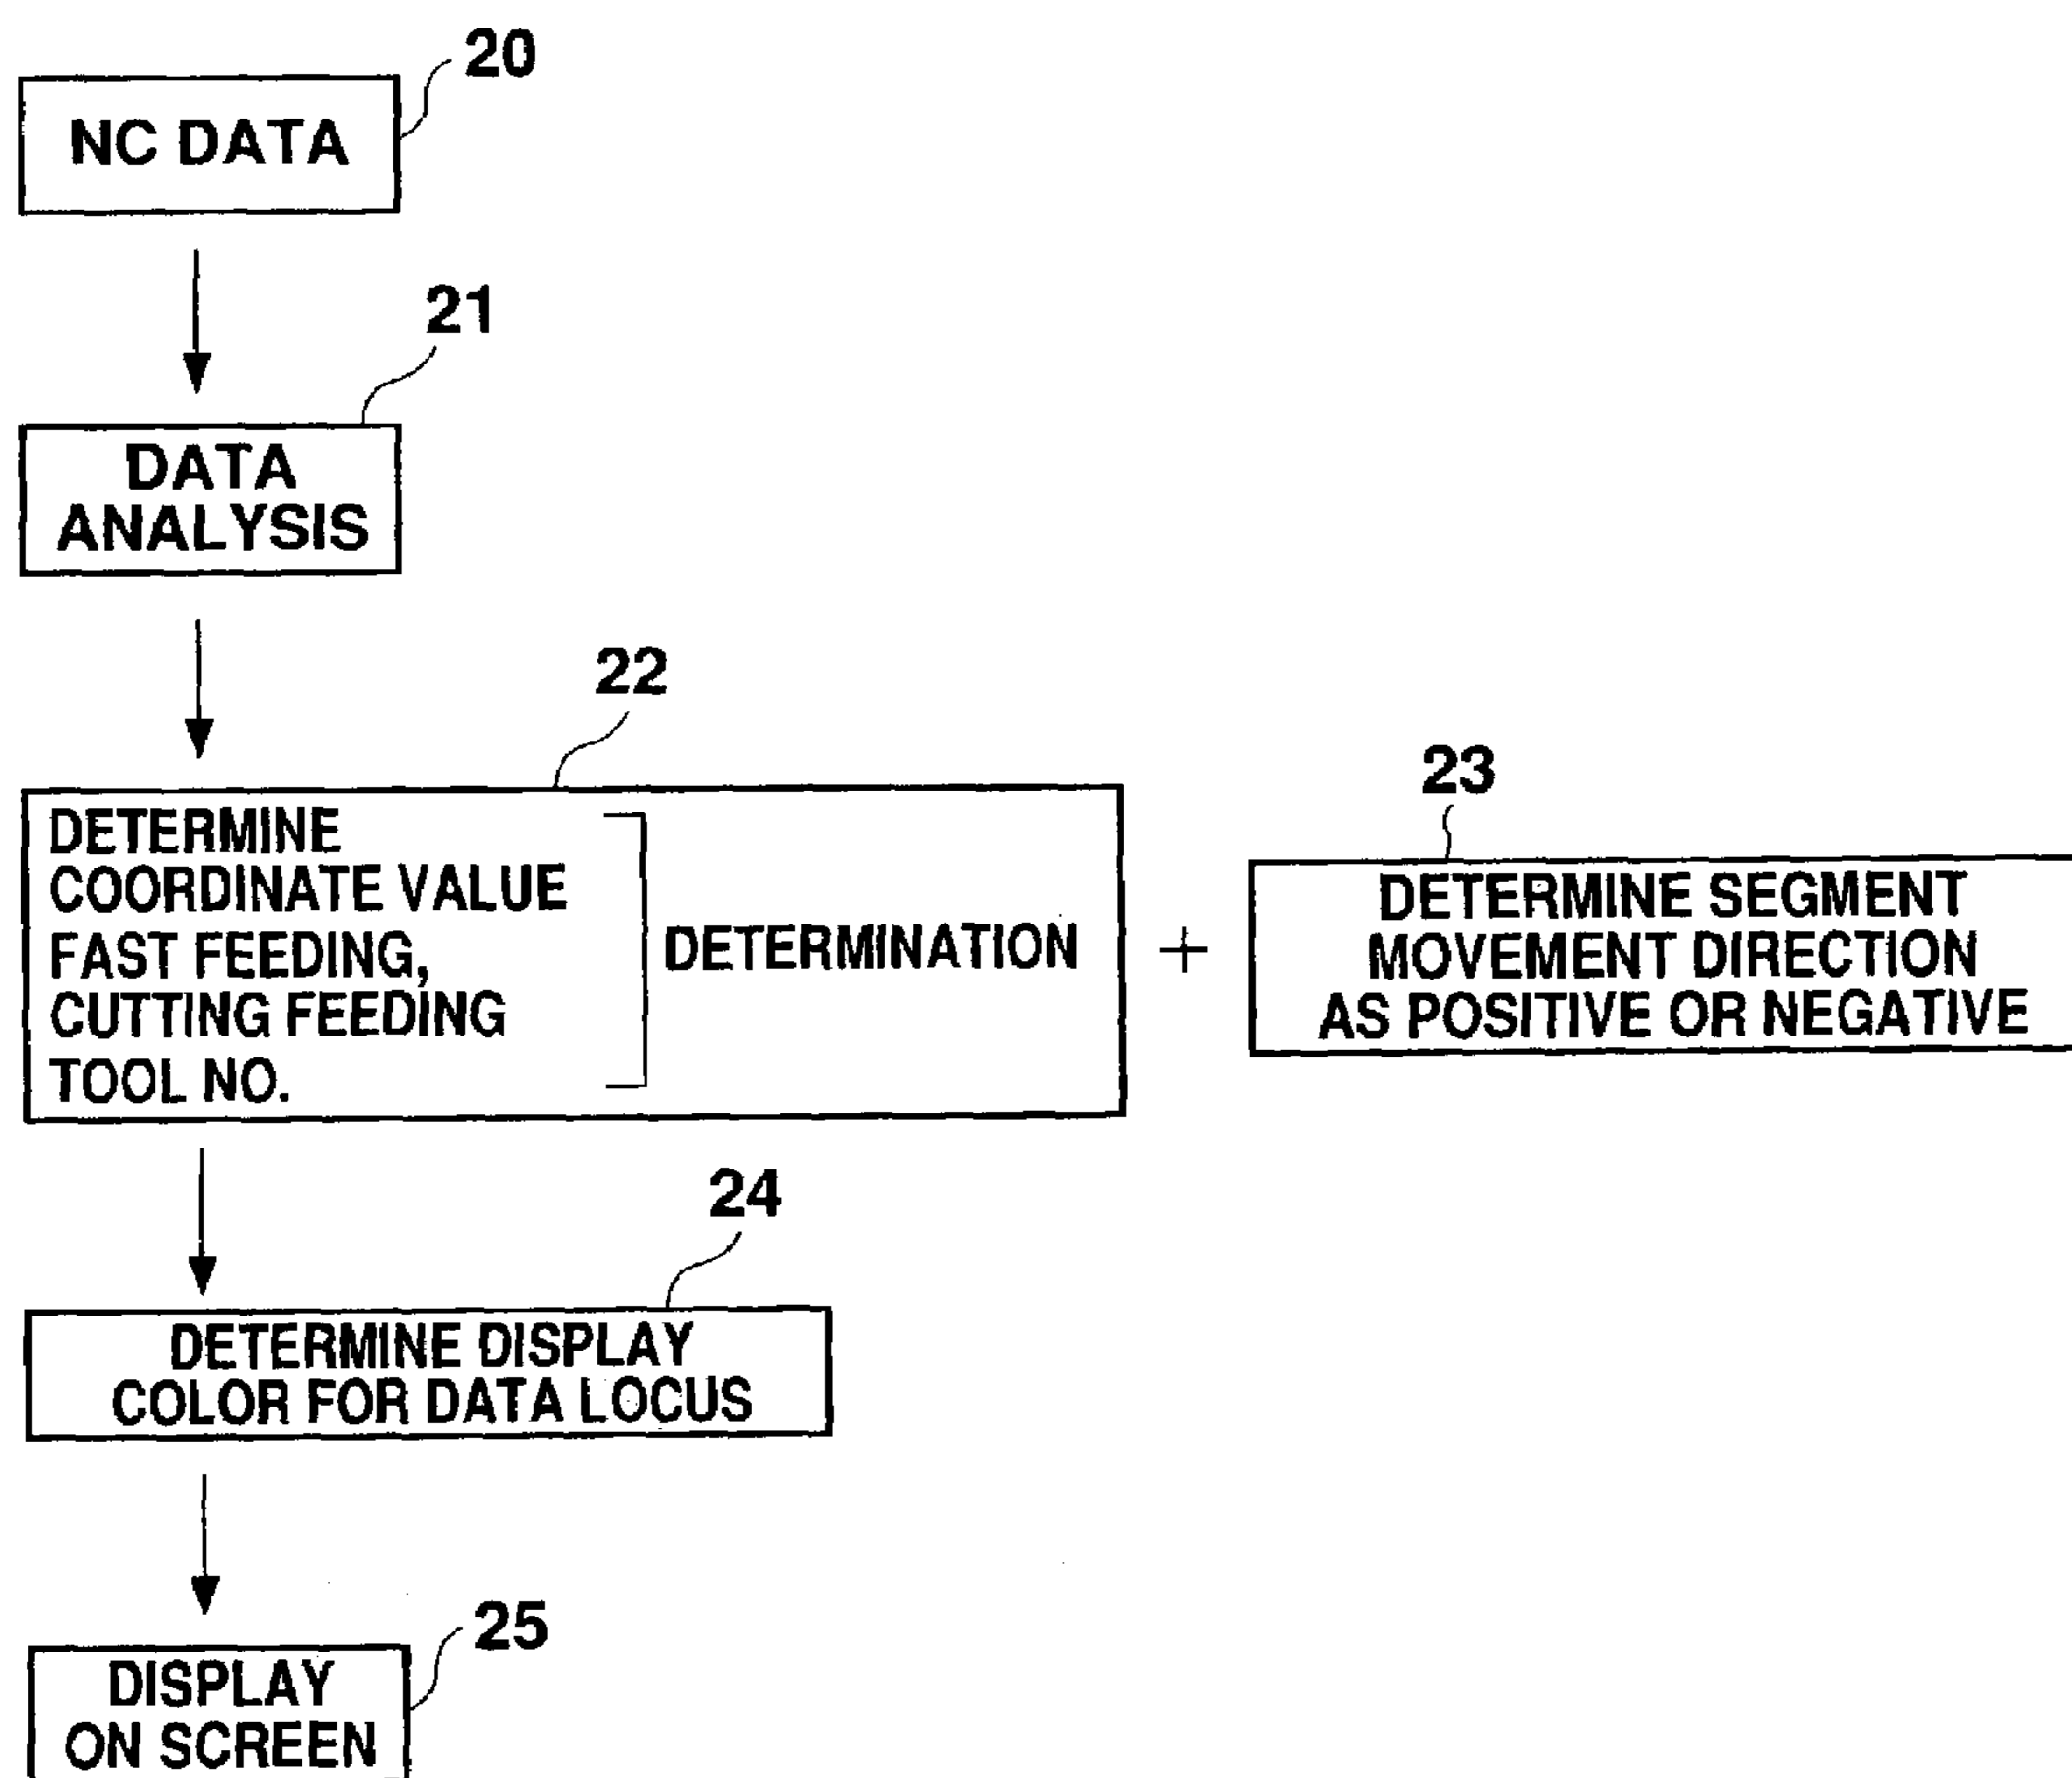 20
NC DATA
21
DATA
ANALYSIS
22
DETERMINE
COORDINATE VALUE
FAST FEEDING,
CUTTING FEEDING
TOOL NO.
DETERMINATION
+
23
DETERMINE SEGMENT
MOVEMENT DIRECTION
AS POSITIVE OR NEGATIVE
24
DETERMINE DISPLAY
COLOR FOR DATA LOCUS
25
DISPLAY
ON SCREEN